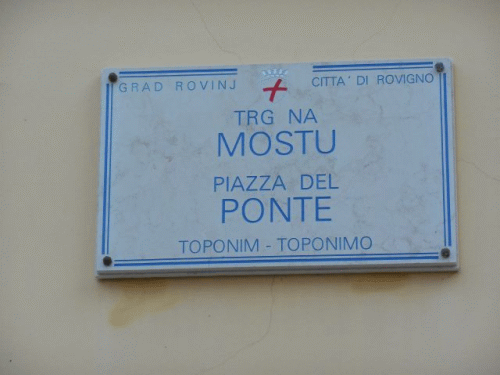 GRAD ROVINJ CITTA' DI ROVIGNO
TRG NA
MOSTU
PIAZZA DEL
PONTE
TOPONIM - TOPONIMO